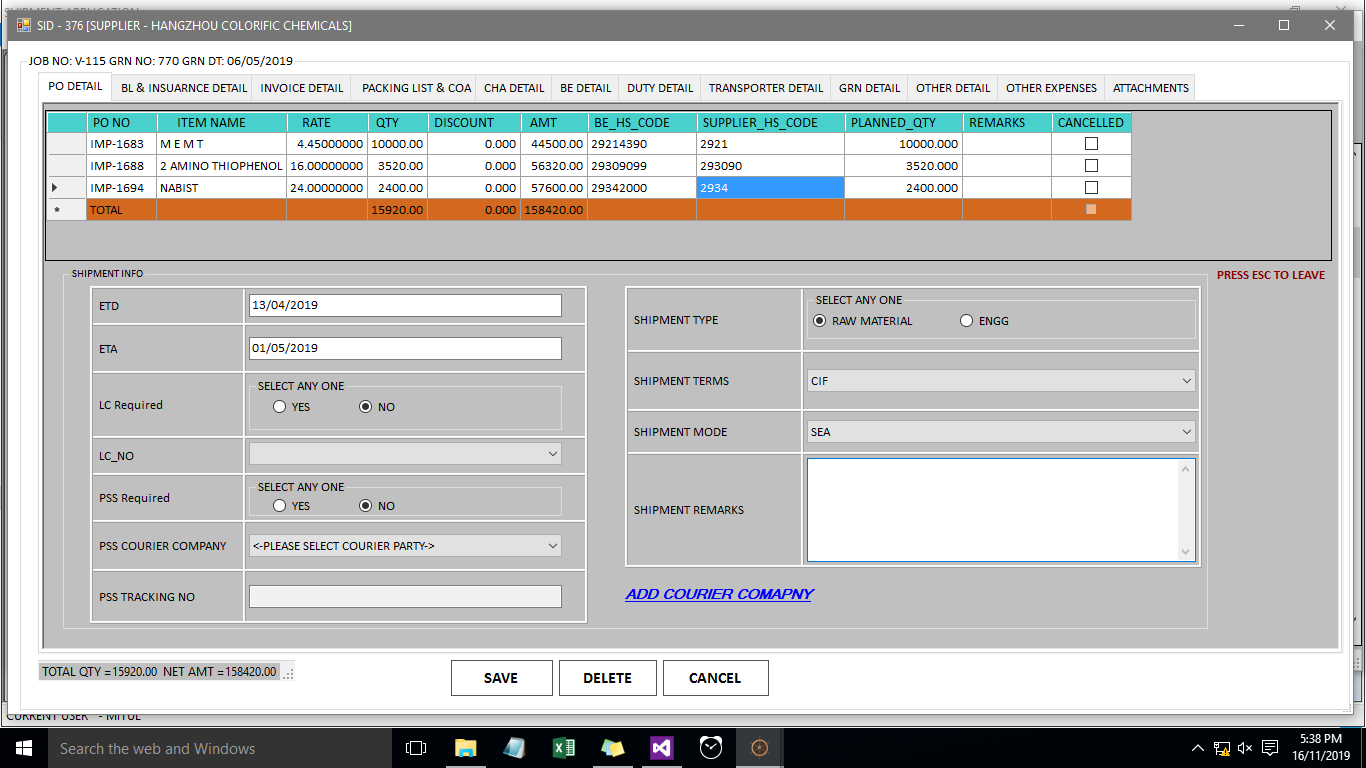 SHIPMENT APPLICATION
SID - 376 [SUPPLIER - HANGZHOU COLORIFIC CHEMICALS]
JOB NO: V-115 GRN NO: 770 GRN DT: 06/05/2019
PO DETAIL BL & INSUARNCE DETAIL INVOICE DETAIL PACKING LIST & COA CHA DETAIL BE DETAIL DUTY DETAIL TRANSPORTER DETAIL GRN DETAIL OTHER DETAIL OTHER EXPENSES ATTACHMENTS
PO NO ITEM NAME RATE QTY DISCOUNT AMT BE_HS_CODE SUPPLIER_HS_CODE PLANNED_QTY REMARKS CANCELLED
IMP-1683 M E M T 4.45000000 10000.00 0.000 44500.00 29214390 2921 10000.000
IMP-1688 2 AMINO THIOPHENOL 16.00000000 3520.00 0.000 56320.00 29309099 293090 3520.000
IMP-1694 NABIST 24.00000000 2400.00 0.000 57600.00 29342000 2934 2400.000
* TOTAL 15920.00 0.000 158420.00
SHIPMENT INFO
PRESS ESC TO LEAVE
ETD 13/04/2019
ETA 01/05/2019
LC Required SELECT ANY ONE
YES NO
LC_NO
PSS Required SELECT ANY ONE
YES NO
PSS COURIER COMPANY <-PLEASE SELECT COURIER PARTY->
PSS TRACKING NO
SHIPMENT TYPE SELECT ANY ONE
RAW MATERIAL ENGG
SHIPMENT TERMS CIF
SHIPMENT MODE SEA
SHIPMENT REMARKS
ADD COURIER COMAPNY
TOTAL QTY =15920.00 NET AMT =158420.00
SAVE DELETE CANCEL
CURRENT USER - MITUL
Search the web and Windows
5:38 PM
16/11/2019